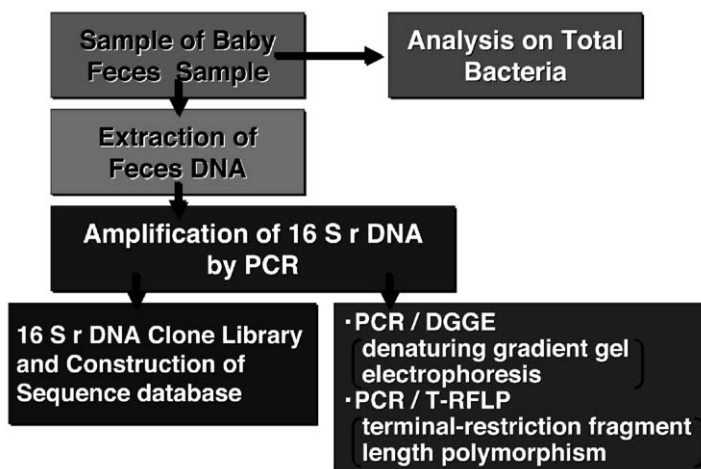 Sample of Baby
Feces Sample
Analysis on Total
Bacteria
Extraction of
Feces DNA
Amplification of 16 S r DNA
by PCR
16 S r DNA Clone Library
and Construction of
Sequence database
・PCR / DGGE
(denaturing gradient gel
electrophoresis)
・PCR / T-RFLP
(terminal-restriction fragment
length polymorphism)